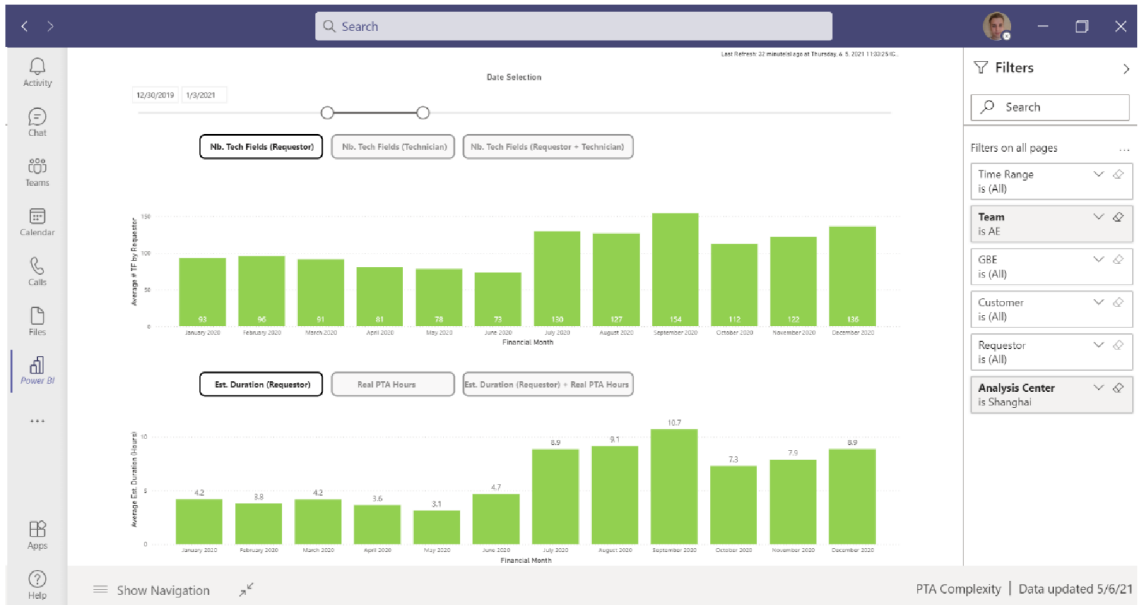 Search
Activity
Chat
Teams
Calendar
Calls
Files
Power BI
...
Apps
Help
Date Selection
12/30/2019 1/3/2021
Nb. Tech Fields (Requestor) Nb. Tech Fields (Technician) Nb. Tech Fields (Requestor + Technician)
Average # TF by Requestor
150
100
50
0
93 96 91 81 78 73 130 127 154 112 122 136
January 2020 February 2020 March 2020 April 2020 May 2020 June 2020 July 2020 August 2020 September 2020 October 2020 November 2020 December 2020
Financial Month
Est. Duration (Requestor) Real PTA Hours Est. Duration (Requestor) + Real PTA Hours
Average Est. Duration (Hours)
10
5
0
4.2 3.8 4.2 3.6 3.1 4.7 8.9 9.1 10.7 7.3 7.9 8.9
January 2020 February 2020 March 2020 April 2020 May 2020 June 2020 July 2020 August 2020 September 2020 October 2020 November 2020 December 2020
Financial Month
Filters
Search
Filters on all pages ...
Time Range
is (All)
Team
is AE
GBE
is (All)
Customer
is (All)
Requestor
is (All)
Analysis Center
is Shanghai
Show Navigation
PTA Complexity | Data updated 5/6/21